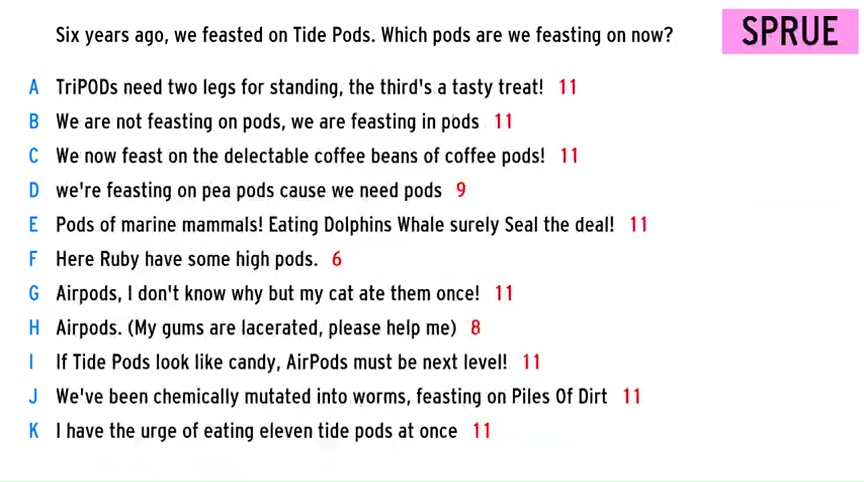 Six years ago, we feasted on Tide Pods. Which pods are we feasting on now?
SPRUE
A TriPODs need two legs for standing, the third's a tasty treat! 11
B We are not feasting on pods, we are feasting in pods 11
C We now feast on the delectable coffee beans of coffee pods! 11
D we're feasting on pea pods cause we need pods 9
E Pods of marine mammals! Eating Dolphins Whale surely Seal the deal! 11
F Here Ruby have some high pods. 6
G Airpods, I don't know why but my cat ate them once! 11
H Airpods. (My gums are lacerated, please help me) 8
I If Tide Pods look like candy, AirPods must be next level! 11
J We've been chemically mutated into worms, feasting on Piles Of Dirt 11
K I have the urge of eating eleven tide pods at once 11